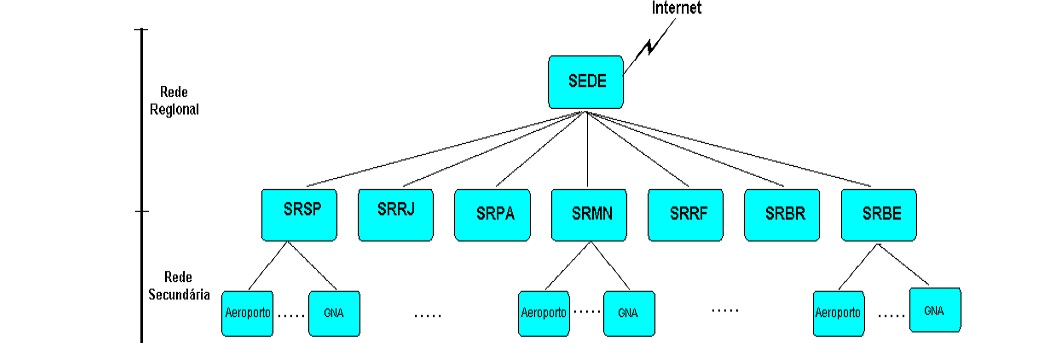 Internet
SEDE
Rede
Regional
SRSP
SRRJ
SRPA
SRMN
SRRF
SRBR
SRBE
Rede
Secundária
Aeroporto ..... GNA
.....
Aeroporto ..... GNA
.....
Aeroporto ..... GNA